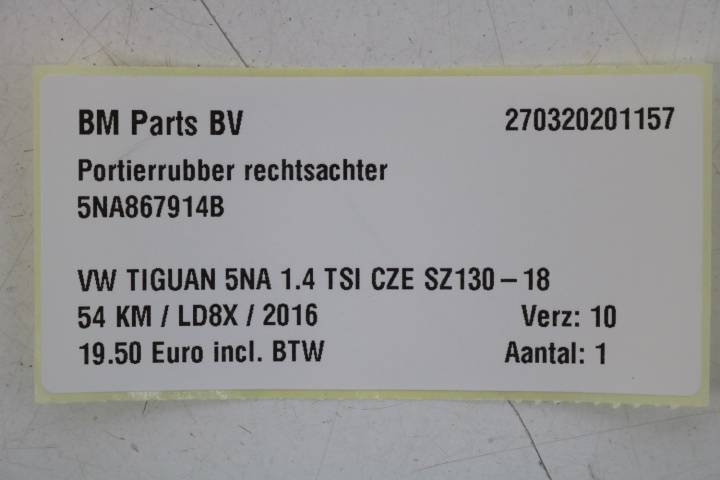 BM Parts BV 270320201157
Portierrubber rechtsachter
5NA867914B
VW TIGUAN 5NA 1.4 TSI CZE SZ130-18
54 KM / LD8X / 2016 Verz: 10
19.50 Euro incl. BTW Aantal: 1